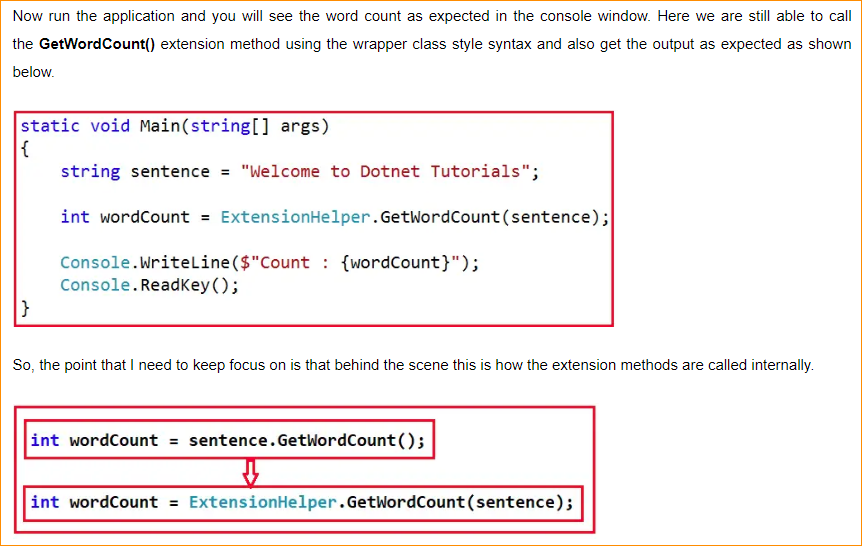 Now run the application and you will see the word count as expected in the console window. Here we are still able to call
the GetWordCount() extension method using the wrapper class style syntax and also get the output as expected as shown
below.
static void Main(string[] args)
{
    string sentence = "Welcome to Dotnet Tutorials";
    int wordCount = ExtensionHelper.GetWordCount(sentence);
    Console.WriteLine($"Count : {wordCount}");
    Console.ReadKey();
}
So, the point that I need to keep focus on is that behind the scene this is how the extension methods are called internally.
int wordCount = sentence.GetWordCount();
int wordCount = ExtensionHelper.GetWordCount(sentence);